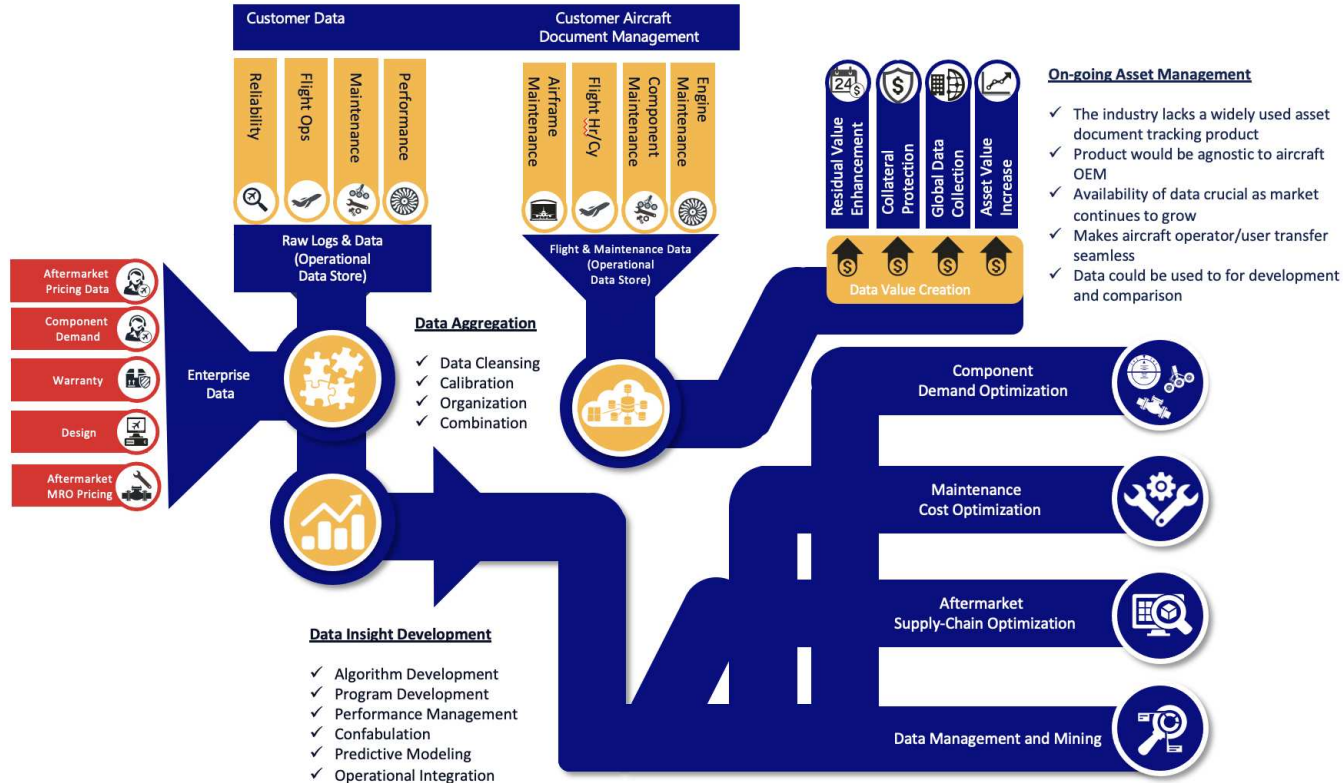 Customer Data
Customer Aircraft
Document Management
Reliability
Flight Ops
Maintenance
Performance
Airframe
Maintenance
Flight Hr/Cy
Component
Maintenance
Engine
Maintenance
Raw Logs & Data
(Operational
Data Store)
Flight & Maintenance Data
(Operational
Data Store)
24
$
$
Residual Value
Enhancement
Collateral
Protection
Global Data
Collection
Asset Value
Increase
$
$
$
$
Data Value Creation
On-going Asset Management
✓ The industry lacks a widely used asset
document tracking product
✓ Product would be agnostic to aircraft
OEM
✓ Availability of data crucial as market
continues to grow
✓ Makes aircraft operator/user transfer
seamless
✓ Data could be used to for development
and comparison
Aftermarket
Pricing Data
Component
Demand
Warranty
Design
Aftermarket
MRO Pricing
Enterprise
Data
Data Aggregation
✓ Data Cleansing
✓ Calibration
✓ Organization
✓ Combination
Data Insight Development
✓ Algorithm Development
✓ Program Development
✓ Performance Management
✓ Confabulation
✓ Predictive Modeling
✓ Operational Integration
Component
Demand Optimization
Maintenance
Cost Optimization
Aftermarket
Supply-Chain Optimization
Data Management and Mining